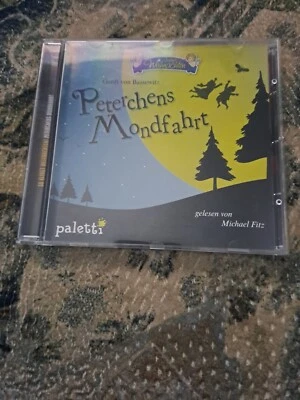 Gerdt von Bassewitz
Peterchens
Mondfahrt
gelesen von
Michael Fitz
paletti